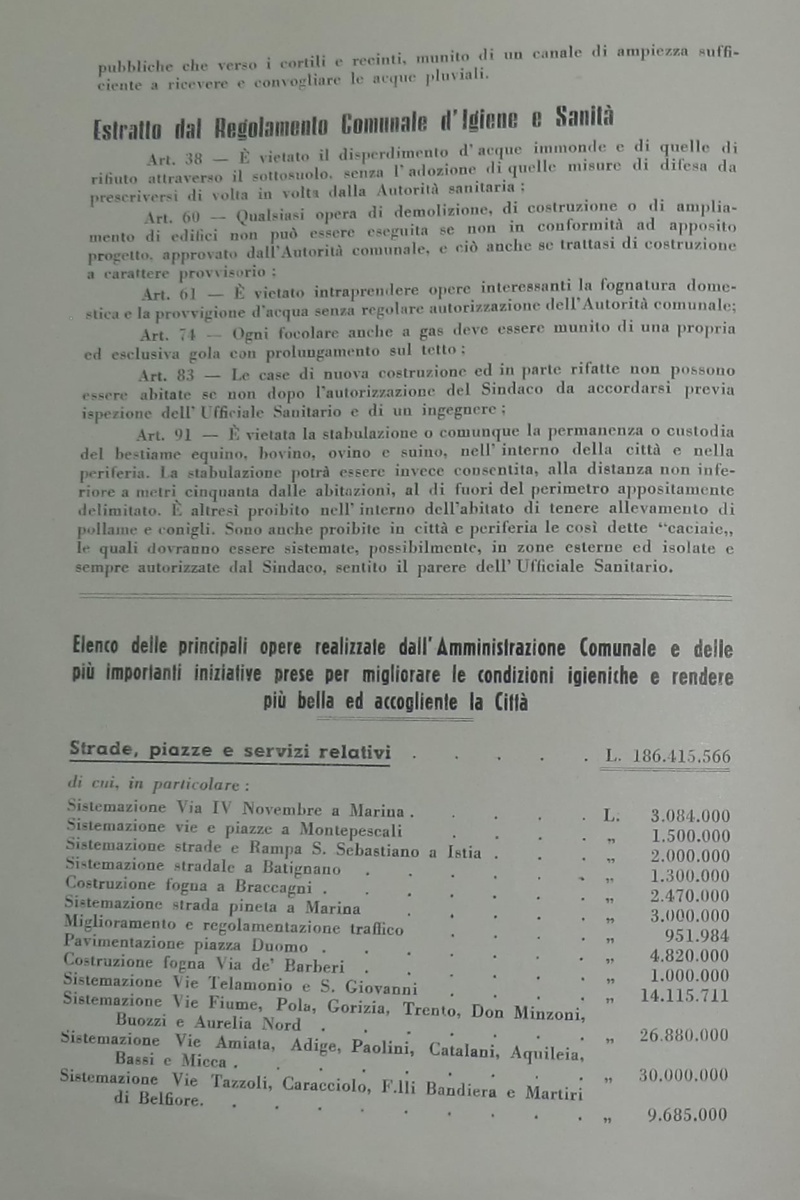 pubbliche che verso i cortili e recinti, munito di un canale di ampiezza suffi-
ciente a ricevere e convogliare le acque pluviali.
Estratto dal Regolamento Comunale d'Igiene e Sanità
Art. 38 — È vietato il disperdimento d'acque immonde e di quelle di
rifiuto attraverso il sottosuolo, senza l'adozione di quelle misure di difesa da
prescriversi di volta in volta dalla Autorità sanitaria;
Art. 60 — Qualsiasi opera di demolizione, di costruzione o di amplia-
mento di edifici non può essere eseguita se non in conformità ad apposito
progetto, approvato dall'Autorità comunale, e ciò anche se trattasi di costruzione
a carattere provvisorio;
Art. 61 — È vietato intraprendere opere interessanti la fognatura dome-
stica e la provvigione d'acqua senza regolare autorizzazione dell'Autorità comunale;
Art. 74 — Ogni focolare anche a gas deve essere munito di una propria
ed esclusiva gola con prolungamento sul tetto;
Art. 83 — Le case di nuova costruzione ed in parte rifatte non possono
essere abitate se non dopo l'autorizzazione del Sindaco da accordarsi previa
ispezione dell'Ufficiale Sanitario e di un ingegnere;
Art. 91 — È vietata la stabulazione o comunque la permanenza o custodia
del bestiame equino, bovino, ovino e suino, nell'interno della città e nella
periferia. La stabulazione potrà essere invece consentita, alla distanza non infe-
riore a metri cinquanta dalle abitazioni, al di fuori del perimetro appositamente
delimitato. È altresì proibito nell'interno dell'abitato di tenere allevamento di
pollame e conigli. Sono anche proibite in città e periferia le così dette “caciaie„
le quali dovranno essere sistemate, possibilmente, in zone esterne ed isolate e
sempre autorizzate dal Sindaco, sentito il parere dell'Ufficiale Sanitario.
Elenco delle principali opere realizzate dall'Amministrazione Comunale e delle
più importanti iniziative prese per migliorare le condizioni igieniche e rendere
più bella ed accogliente la Città
Strade, piazze e servizi relativi . . . . . L. 186.415.566
di cui, in particolare:
Sistemazione Via IV Novembre a Marina . . . . . L. 3.084.000
Sistemazione vie e piazze a Montepescali . . . . „ 1.500.000
Sistemazione strade e Rampa S. Sebastiano a Istia . . . „ 2.000.000
Sistemazione stradale a Batignano . . . . . „ 1.300.000
Costruzione fogna a Braccagni . . . . . . „ 2.470.000
Sistemazione strada pineta a Marina . . . . . „ 3.000.000
Miglioramento e regolamentazione traffico . . . . „ 951.984
Pavimentazione piazza Duomo . . . . . . „ 4.820.000
Costruzione fogna Via de' Barberi . . . . . „ 1.000.000
Sistemazione Vie Telamonio e S. Giovanni . . . . „ 14.115.711
Sistemazione Vie Fiume, Pola, Gorizia, Trento, Don Minzoni,
Buozzi e Aurelia Nord . . . . . . . „ 26.880.000
Sistemazione Vie Amiata, Adige, Paolini, Catalani, Aquileia,
Bassi e Micca . . . . . . . . . „ 30.000.000
Sistemazione Vie Tazzoli, Caracciolo, F.lli Bandiera e Martiri
di Belfiore. . . . . . . . . . „ 9.685.000